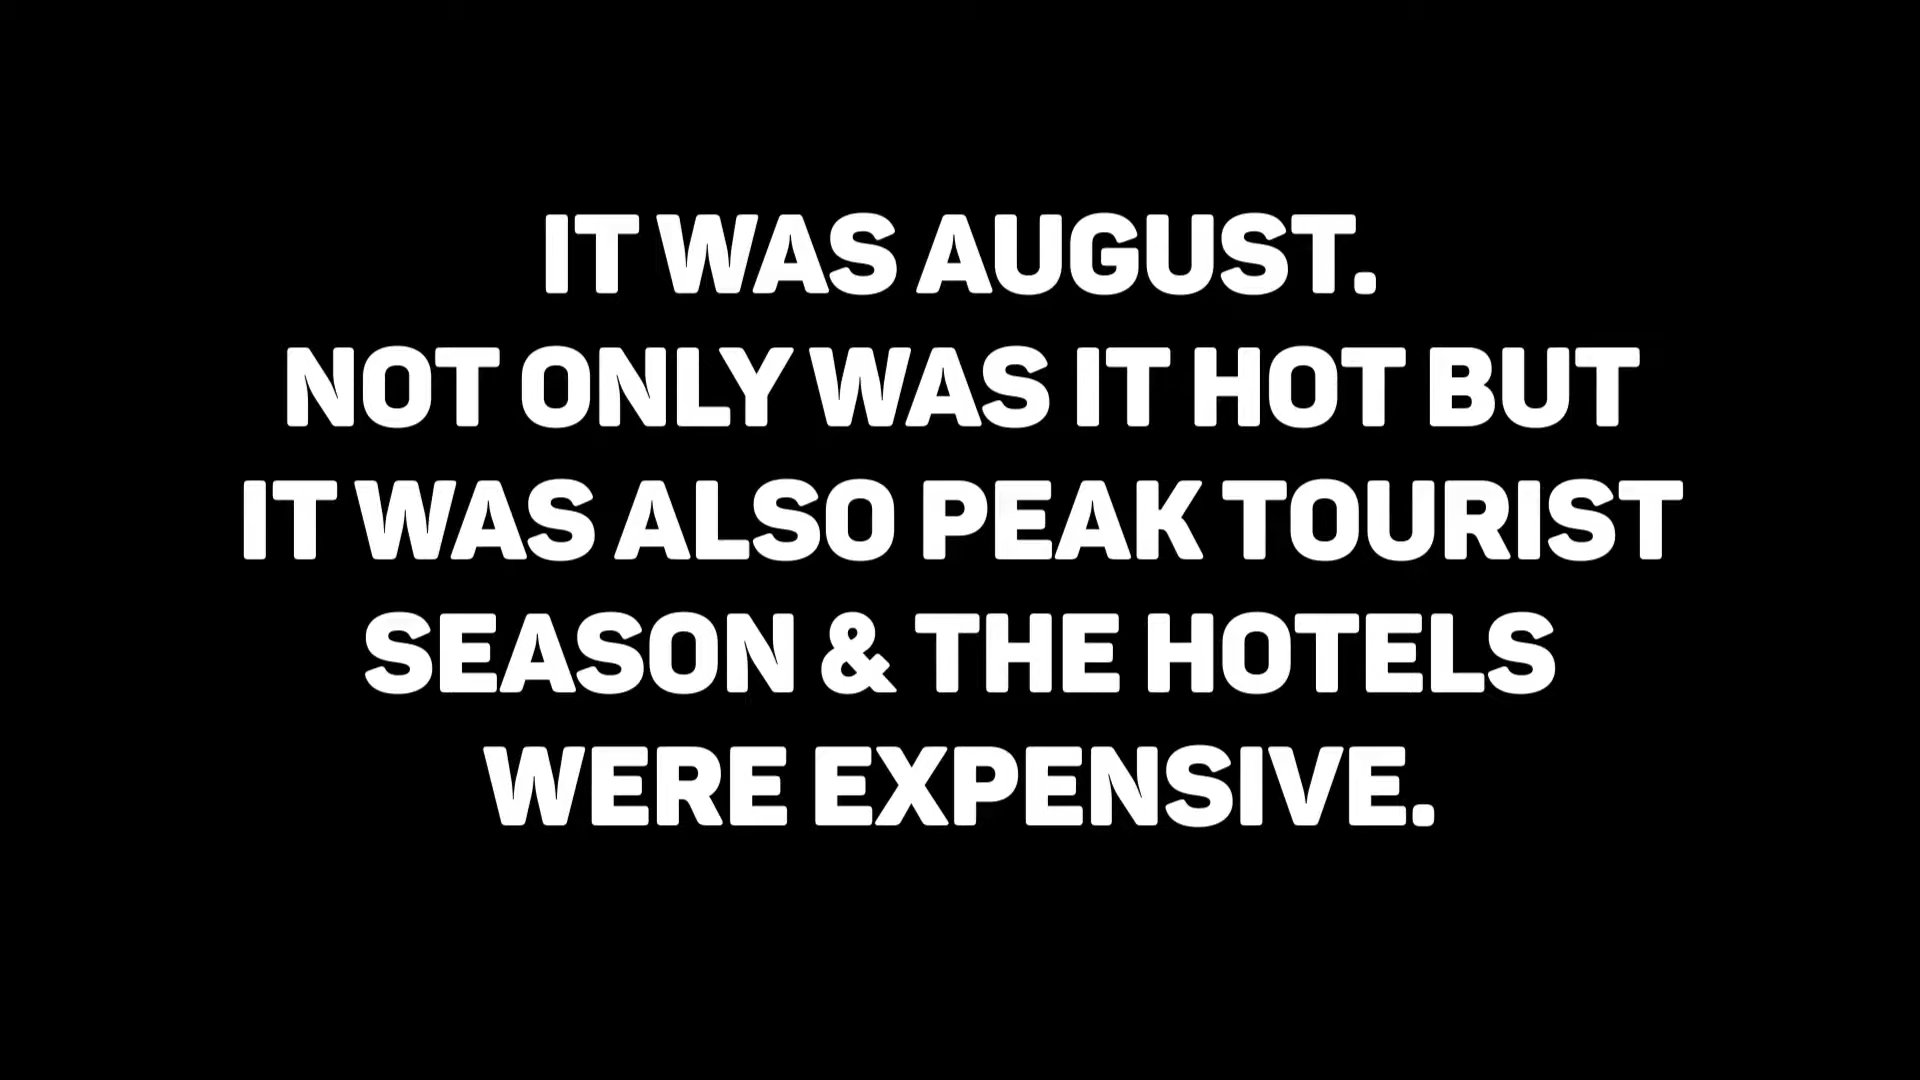 IT WAS AUGUST.
NOT ONLY WAS IT HOT BUT
IT WAS ALSO PEAK TOURIST
SEASON & THE HOTELS
WERE EXPENSIVE.